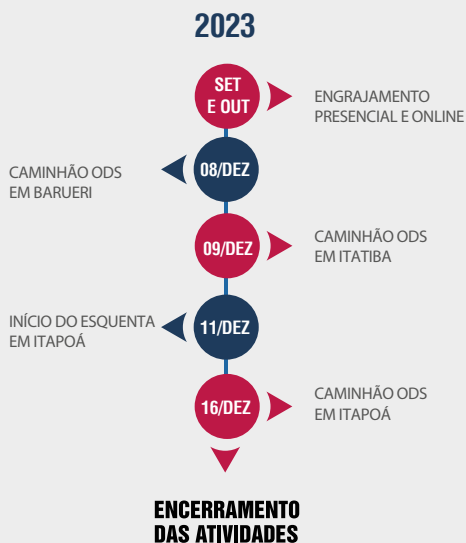 2023
SET
E OUT
ENGRAJAMENTO
PRESENCIAL E ONLINE
CAMINHÃO ODS
EM BARUERI
08/DEZ
09/DEZ
CAMINHÃO ODS
EM ITATIBA
INÍCIO DO ESQUENTA
EM ITAPOÁ
11/DEZ
16/DEZ
CAMINHÃO ODS
EM ITAPOÁ
ENCERRAMENTO
DAS ATIVIDADES